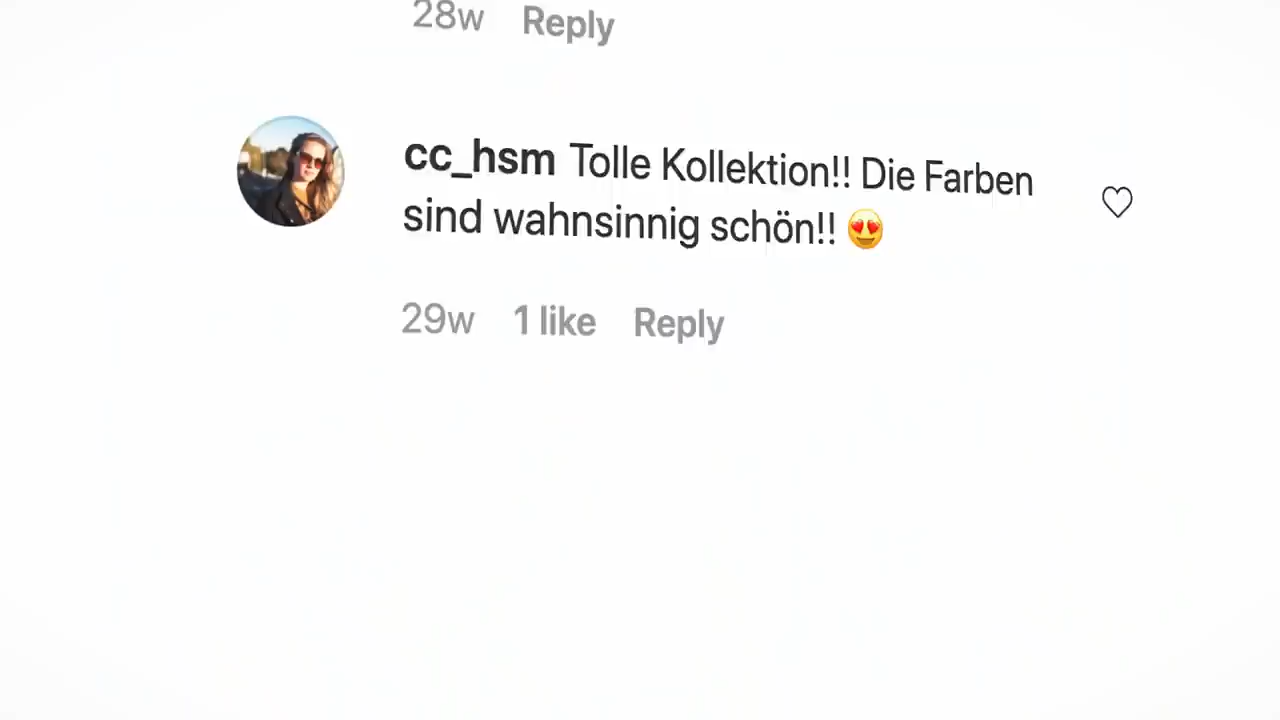 28w Reply
cc_hsm Tolle Kollektion!! Die Farben
sind wahnsinnig schön!! 😍
29w 1 like Reply